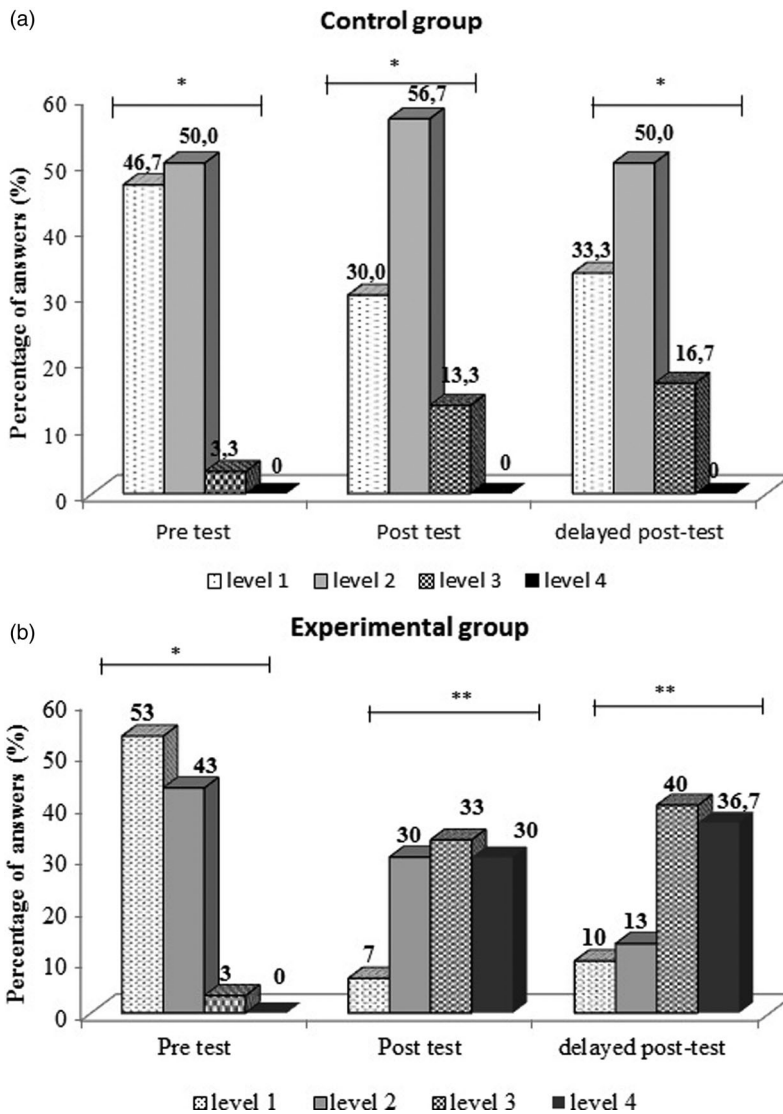 (a)
Control group
* * *
Percentage of answers (%)
60
50
40
30
20
10
0
46,7 50,0 3,3 0
30,0 56,7 13,3 0
33,3 50,0 16,7 0
Pre test Post test delayed post-test
level 1 level 2 level 3 level 4
(b)
Experimental group
* ** **
Percentage of answers (%)
60
50
40
30
20
10
0
53 43 3 0
7 30 33 30
10 13 40 36,7
Pre test Post test delayed post-test
level 1 level 2 level 3 level 4